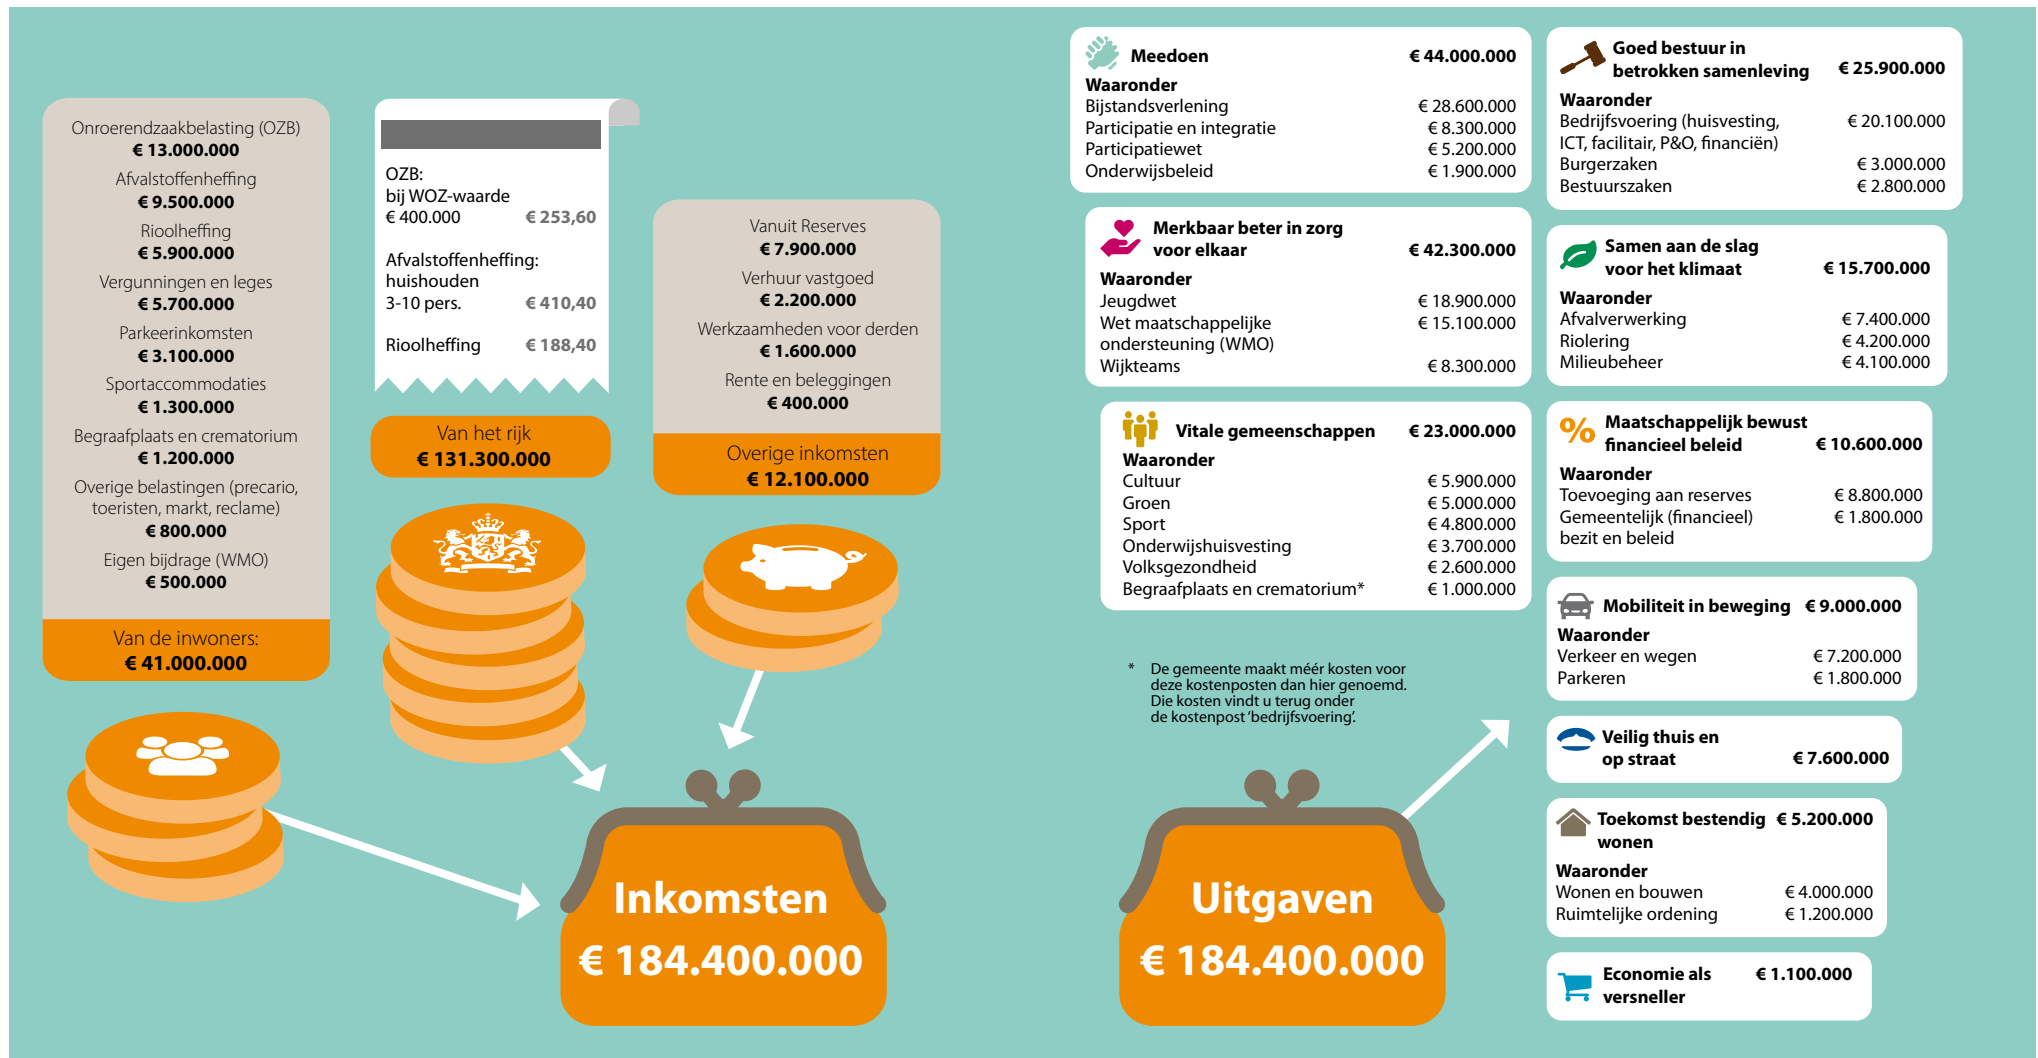 Onroerendzaakbelasting (OZB)
€ 13.000.000
Afvalstoffenheffing
€ 9.500.000
Rioolheffing
€ 5.900.000
Vergunningen en leges
€ 5.700.000
Parkeerinkomsten
€ 3.100.000
Sportaccommodaties
€ 1.300.000
Begraafplaats en crematorium
€ 1.200.000
Overige belastingen (precario,
toeristen, markt, reclame)
€ 800.000
Eigen bijdrage (WMO)
€ 500.000
Van de inwoners:
€ 41.000.000
OZB:
bij WOZ-waarde
€ 400.000 € 253,60
Afvalstoffenheffing:
huishouden
3-10 pers. € 410,40
Rioolheffing € 188,40
Van het rijk
€ 131.300.000
Vanuit Reserves
€ 7.900.000
Verhuur vastgoed
€ 2.200.000
Werkzaamheden voor derden
€ 1.600.000
Rente en beleggingen
€ 400.000
Overige inkomsten
€ 12.100.000
Inkomsten
€ 184.400.000
Meedoen € 44.000.000
Waaronder
Bijstandsverlening € 28.600.000
Participatie en integratie € 8.300.000
Participatiewet € 5.200.000
Onderwijsbeleid € 1.900.000
Merkbaar beter in zorg
voor elkaar € 42.300.000
Waaronder
Jeugdwet € 18.900.000
Wet maatschappelijke € 15.100.000
ondersteuning (WMO)
Wijkteams € 8.300.000
Vitale gemeenschappen € 23.000.000
Waaronder
Cultuur € 5.900.000
Groen € 5.000.000
Sport € 4.800.000
Onderwijshuisvesting € 3.700.000
Volksgezondheid € 2.600.000
Begraafplaats en crematorium* € 1.000.000
* De gemeente maakt méér kosten voor
deze kostenposten dan hier genoemd.
Die kosten vindt u terug onder
de kostenpost 'bedrijfsvoering'.
Uitgaven
€ 184.400.000
Goed bestuur in
betrokken samenleving € 25.900.000
Waaronder
Bedrijfsvoering (huisvesting, € 20.100.000
ICT, facilitair, P&O, financiën)
Burgerzaken € 3.000.000
Bestuurszaken € 2.800.000
Samen aan de slag
voor het klimaat € 15.700.000
Waaronder
Afvalverwerking € 7.400.000
Riolering € 4.200.000
Milieubeheer € 4.100.000
%
Maatschappelijk bewust
financieel beleid € 10.600.000
Waaronder
Toevoeging aan reserves € 8.800.000
Gemeentelijk (financieel) € 1.800.000
bezit en beleid
Mobiliteit in beweging € 9.000.000
Waaronder
Verkeer en wegen € 7.200.000
Parkeren € 1.800.000
Veilig thuis en
op straat € 7.600.000
Toekomst bestendig € 5.200.000
wonen
Waaronder
Wonen en bouwen € 4.000.000
Ruimtelijke ordening € 1.200.000
Economie als € 1.100.000
versneller